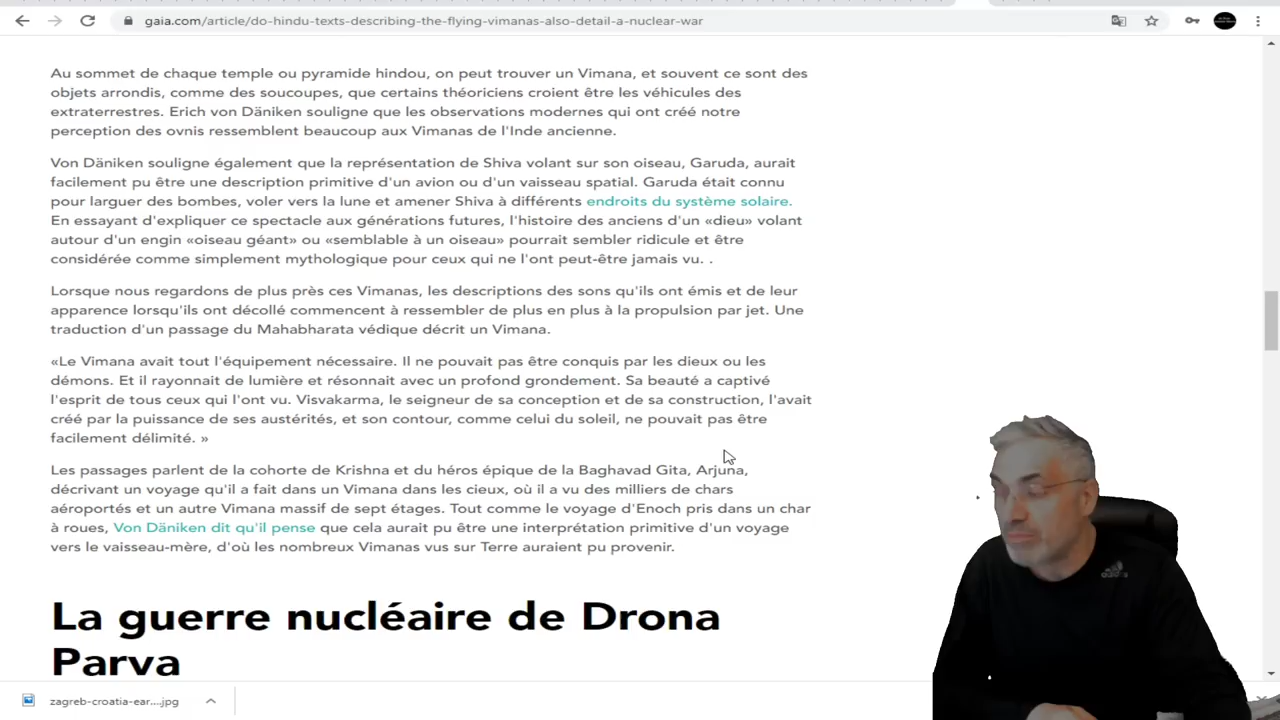 gaia.com/article/do-hindu-texts-describing-the-flying-vimanas-also-detail-a-nuclear-war
Au sommet de chaque temple ou pyramide hindou, on peut trouver un Vimana, et souvent ce sont des
objets arrondis, comme des soucoupes, que certains théoriciens croient être les véhicules des
extraterrestres. Erich von Däniken souligne que les observations modernes qui ont créé notre
perception des ovnis ressemblent beaucoup aux Vimanas de l'Inde ancienne.
Von Däniken souligne également que la représentation de Shiva volant sur son oiseau, Garuda, aurait
facilement pu être une description primitive d'un avion ou d'un vaisseau spatial. Garuda était connu
pour larguer des bombes, voler vers la lune et amener Shiva à différents endroits du système solaire.
En essayant d'expliquer ce spectacle aux générations futures, l'histoire des anciens d'un «dieu» volant
autour d'un engin «oiseau géant» ou «semblable à un oiseau» pourrait sembler ridicule et être
considérée comme simplement mythologique pour ceux qui ne l'ont peut-être jamais vu. .
Lorsque nous regardons de plus près ces Vimanas, les descriptions des sons qu'ils ont émis et de leur
apparence lorsqu'ils ont décollé commencent à ressembler de plus en plus à la propulsion par jet. Une
traduction d'un passage du Mahabharata védique décrit un Vimana.
«Le Vimana avait tout l'équipement nécessaire. Il ne pouvait pas être conquis par les dieux ou les
démons. Et il rayonnait de lumière et résonnait avec un profond grondement. Sa beauté a captivé
l'esprit de tous ceux qui l'ont vu. Visvakarma, le seigneur de sa conception et de sa construction, l'avait
créé par la puissance de ses austérités, et son contour, comme celui du soleil, ne pouvait pas être
facilement délimité. »
Les passages parlent de la cohorte de Krishna et du héros épique de la Baghavad Gita, Arjuna,
décrivant un voyage qu'il a fait dans un Vimana dans les cieux, où il a vu des milliers de chars
aéroportés et un autre Vimana massif de sept étages. Tout comme le voyage d'Enoch pris dans un char
à roues, Von Däniken dit qu'il pense que cela aurait pu être une interprétation primitive d'un voyage
vers le vaisseau-mère, d'où les nombreux Vimanas vus sur Terre auraient pu provenir.
La guerre nucléaire de Drona
Parva
zagreb-croatia-ear....jpg
adidas